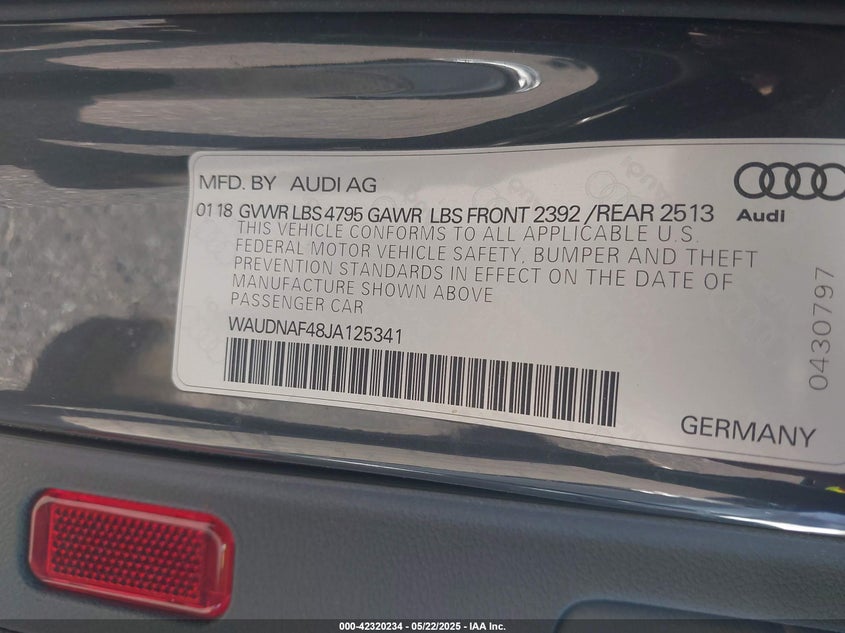 MFD. BY AUDI AG
Audi
01 18 GVWR LBS 4795 GAWR LBS FRONT 2392 /REAR 2513
THIS VEHICLE CONFORMS TO ALL APPLICABLE U.S.
FEDERAL MOTOR VEHICLE SAFETY, BUMPER AND THEFT
PREVENTION STANDARDS IN EFFECT ON THE DATE OF
MANUFACTURE SHOWN ABOVE
PASSENGER CAR
WAUDNAF48JA125341
0430797
GERMANY
000-42320234 - 05/22/2025 - IAA Inc.